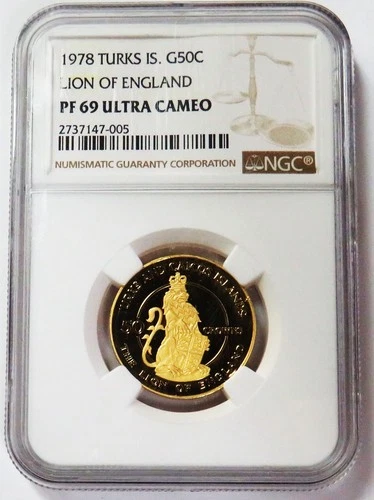 1978 TURKS IS. G50C
LION OF ENGLAND
PF 69 ULTRA CAMEO
2737147-005
NUMISMATIC GUARANTY CORPORATION
NGC®
TURKS AND CAICOS ISLANDS
50 CROWNS
THE LION OF ENGLAND